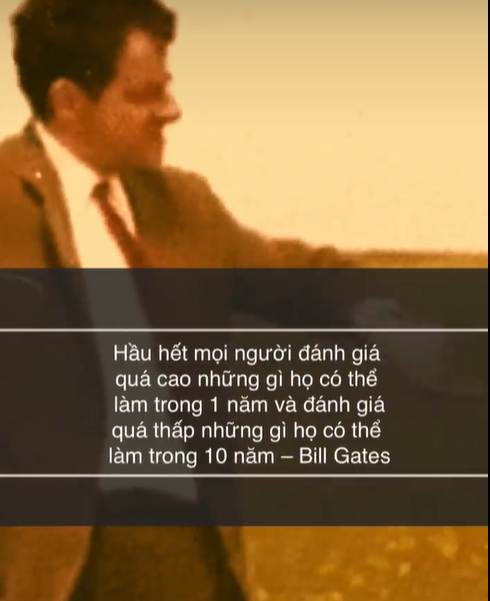 Hầu hết mọi người đánh giá
quá cao những gì họ có thể
làm trong 1 năm và đánh giá
quá thấp những gì họ có thể
làm trong 10 năm – Bill Gates